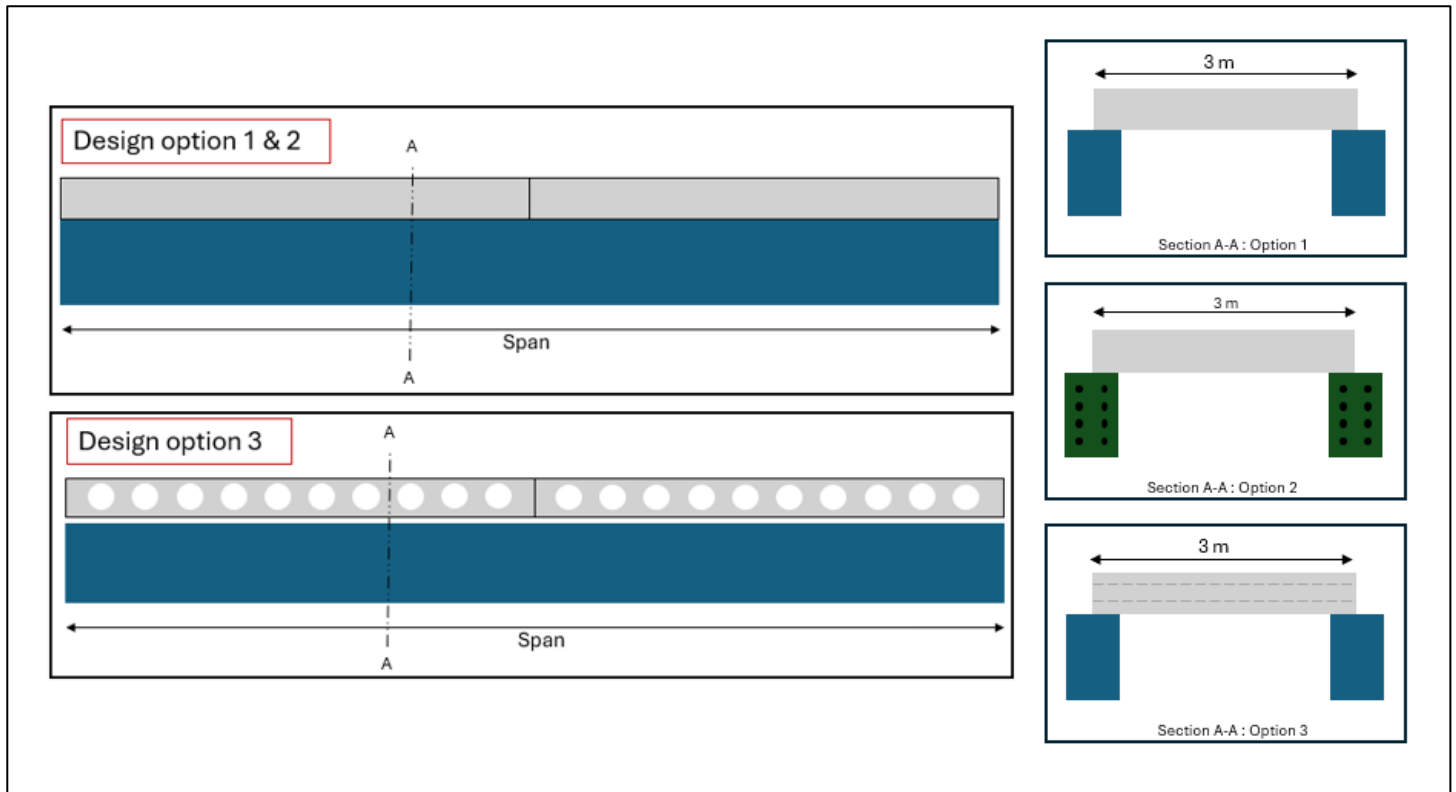 Design option 1 & 2
A
A
Span
Design option 3
A
A
Span
3 m
Section A-A : Option 1
3 m
Section A-A : Option 2
3 m
Section A-A : Option 3